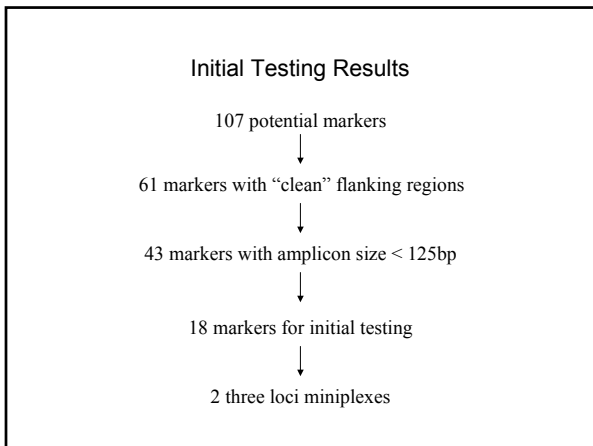 Initial Testing Results
107 potential markers
61 markers with “clean” flanking regions
43 markers with amplicon size < 125bp
18 markers for initial testing
2 three loci miniplexes